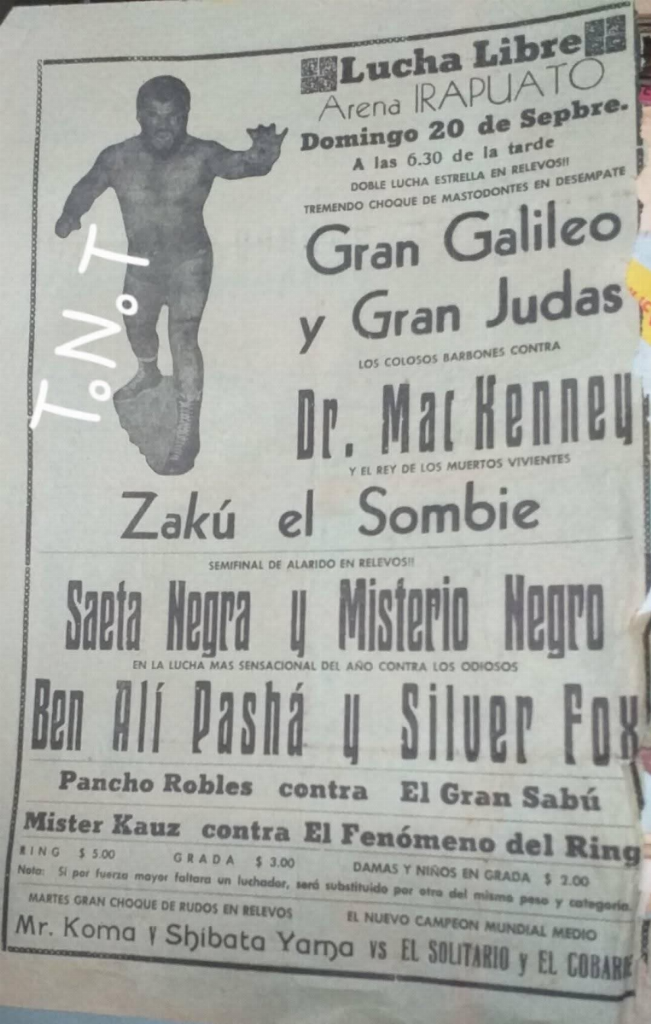 Lucha Libre
Arena IRAPUATO
Domingo 20 de Sepbre.
A las 6.30 de la tarde
DOBLE LUCHA ESTRELLA EN RELEVOS!!
TREMENDO CHOQUE DE MASTODONTES EN DESEMPATE
Gran Galileo
y Gran Judas
LOS COLOSOS BARBONES CONTRA
Dr. Mac Kenney
Y EL REY DE LOS MUERTOS VIVIENTES
Zakú el Sombie
T.N.T
SEMIFINAL DE ALARIDO EN RELEVOS!!
Saeta Negra y Misterio Negro
EN LA LUCHA MAS SENSACIONAL DEL AÑO CONTRA LOS ODIOSOS
Ben Alí Pashá y Silver Fox
Pancho Robles contra El Gran Sabú
Mister Kauz contra El Fenómeno del Ring
RING $ 5.00 GRADA $ 3.00 DAMAS Y NIÑOS EN GRADA $ 2.00
Nota: Si por fuerza mayor faltara un luchador, será substituido por otro del mismo peso y categoría.
MARTES GRAN CHOQUE DE RUDOS EN RELEVOS EL NUEVO CAMPEON MUNDIAL MEDIO
Mr. Koma y Shibata Yama vs EL SOLITARIO y EL COBARDE